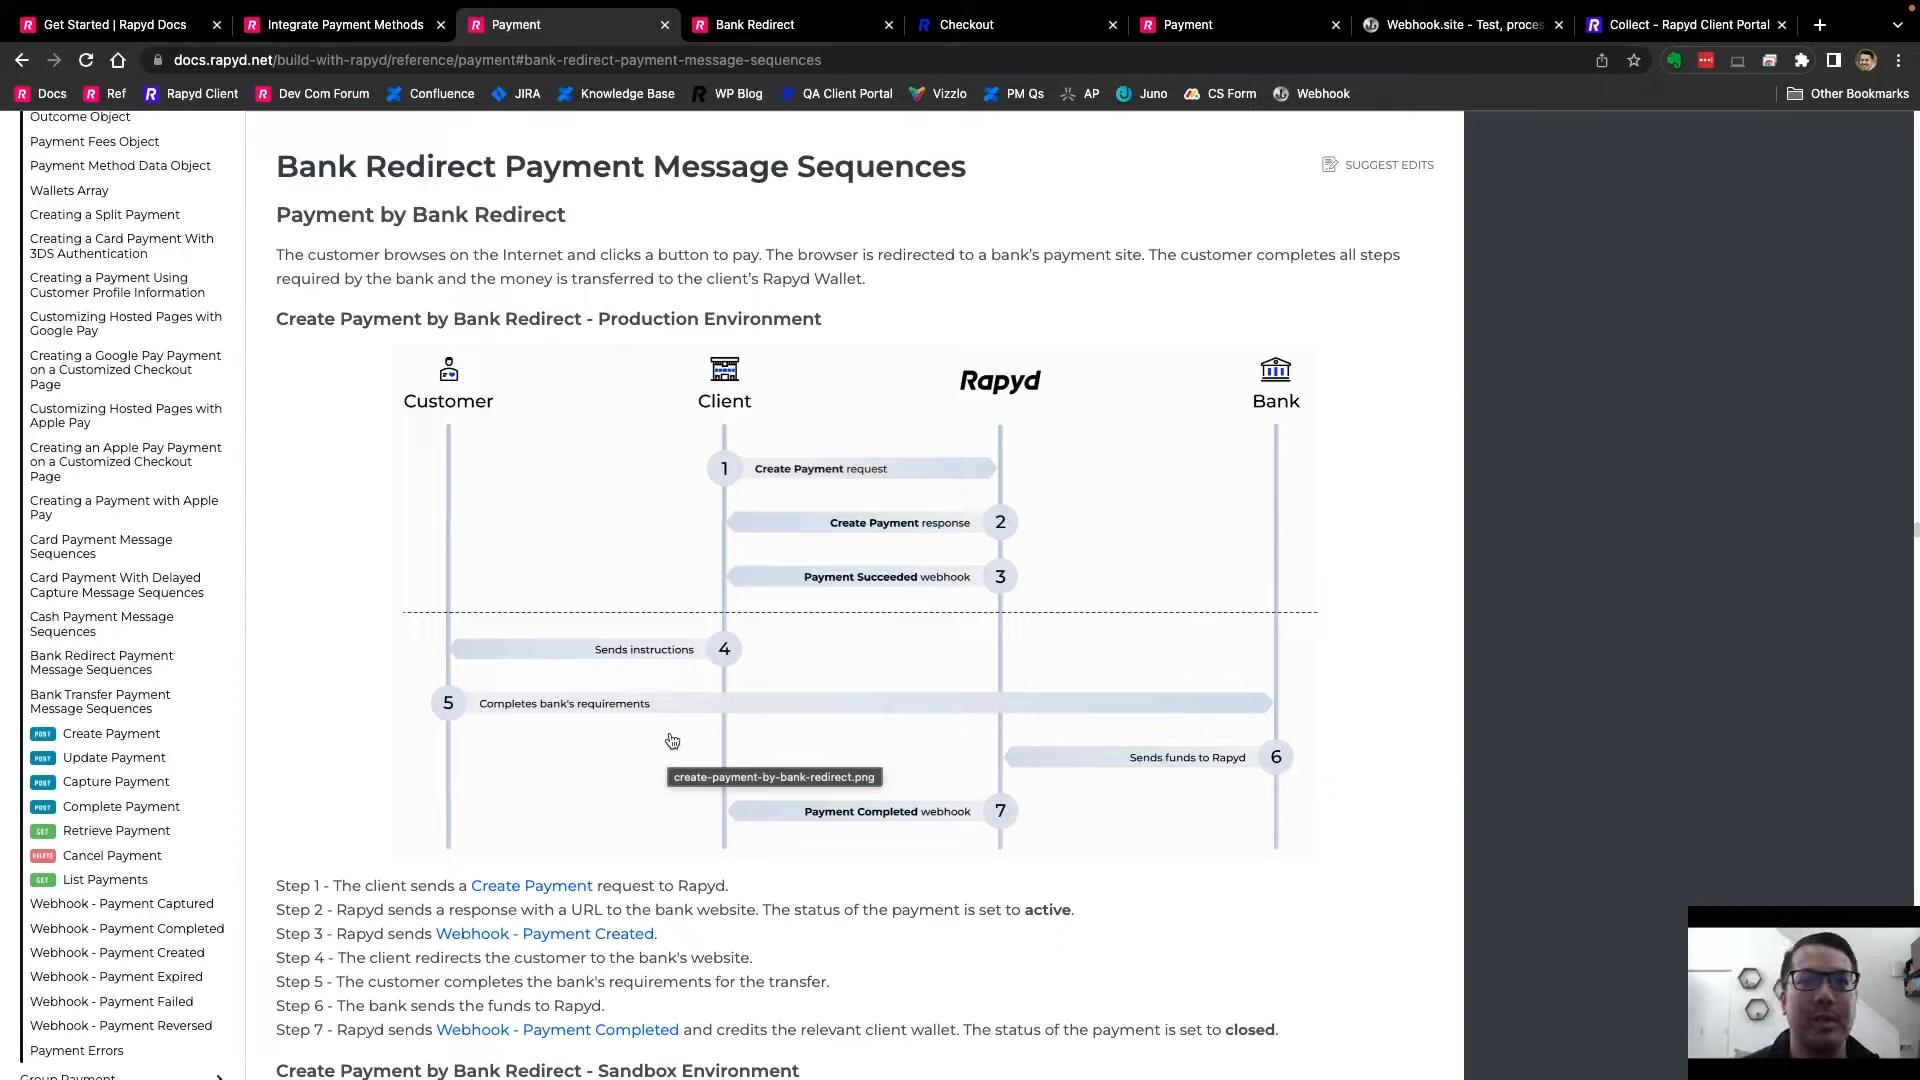 Get Started | Rapyd Docs
Integrate Payment Methods
Payment
Bank Redirect
Checkout
Payment
Webhook.site - Test, proces
Collect - Rapyd Client Portal
docs.rapyd.net/build-with-rapyd/reference/payment#bank-redirect-payment-message-sequences
Docs
Ref
Rapyd Client
Dev Com Forum
Confluence
JIRA
Knowledge Base
WP Blog
QA Client Portal
Vizzlo
PM Qs
AP
Juno
CS Form
Webhook
Other Bookmarks
Outcome Object
Payment Fees Object
Payment Method Data Object
Wallets Array
Creating a Split Payment
Creating a Card Payment With
3DS Authentication
Creating a Payment Using
Customer Profile Information
Customizing Hosted Pages with
Google Pay
Creating a Google Pay Payment
on a Customized Checkout
Page
Customizing Hosted Pages with
Apple Pay
Creating an Apple Pay Payment
on a Customized Checkout
Page
Creating a Payment with Apple
Pay
Card Payment Message
Sequences
Card Payment With Delayed
Capture Message Sequences
Cash Payment Message
Sequences
Bank Redirect Payment
Message Sequences
Bank Transfer Payment
Message Sequences
POST Create Payment
POST Update Payment
POST Capture Payment
POST Complete Payment
GET Retrieve Payment
DELETE Cancel Payment
GET List Payments
Webhook - Payment Captured
Webhook - Payment Completed
Webhook - Payment Created
Webhook - Payment Expired
Webhook - Payment Failed
Webhook - Payment Reversed
Payment Errors
Group Payment
Bank Redirect Payment Message Sequences
SUGGEST EDITS
Payment by Bank Redirect
The customer browses on the Internet and clicks a button to pay. The browser is redirected to a bank’s payment site. The customer completes all steps
required by the bank and the money is transferred to the client’s Rapyd Wallet.
Create Payment by Bank Redirect - Production Environment
Customer
Client
Rapyd
Bank
1 Create Payment request
Create Payment response 2
Payment Succeeded webhook 3
Sends instructions 4
5 Completes bank's requirements
Sends funds to Rapyd 6
create-payment-by-bank-redirect.png
Payment Completed webhook 7
Step 1 - The client sends a Create Payment request to Rapyd.
Step 2 - Rapyd sends a response with a URL to the bank website. The status of the payment is set to active.
Step 3 - Rapyd sends Webhook - Payment Created.
Step 4 - The client redirects the customer to the bank's website.
Step 5 - The customer completes the bank's requirements for the transfer.
Step 6 - The bank sends the funds to Rapyd.
Step 7 - Rapyd sends Webhook - Payment Completed and credits the relevant client wallet. The status of the payment is set to closed.
Create Payment by Bank Redirect - Sandbox Environment